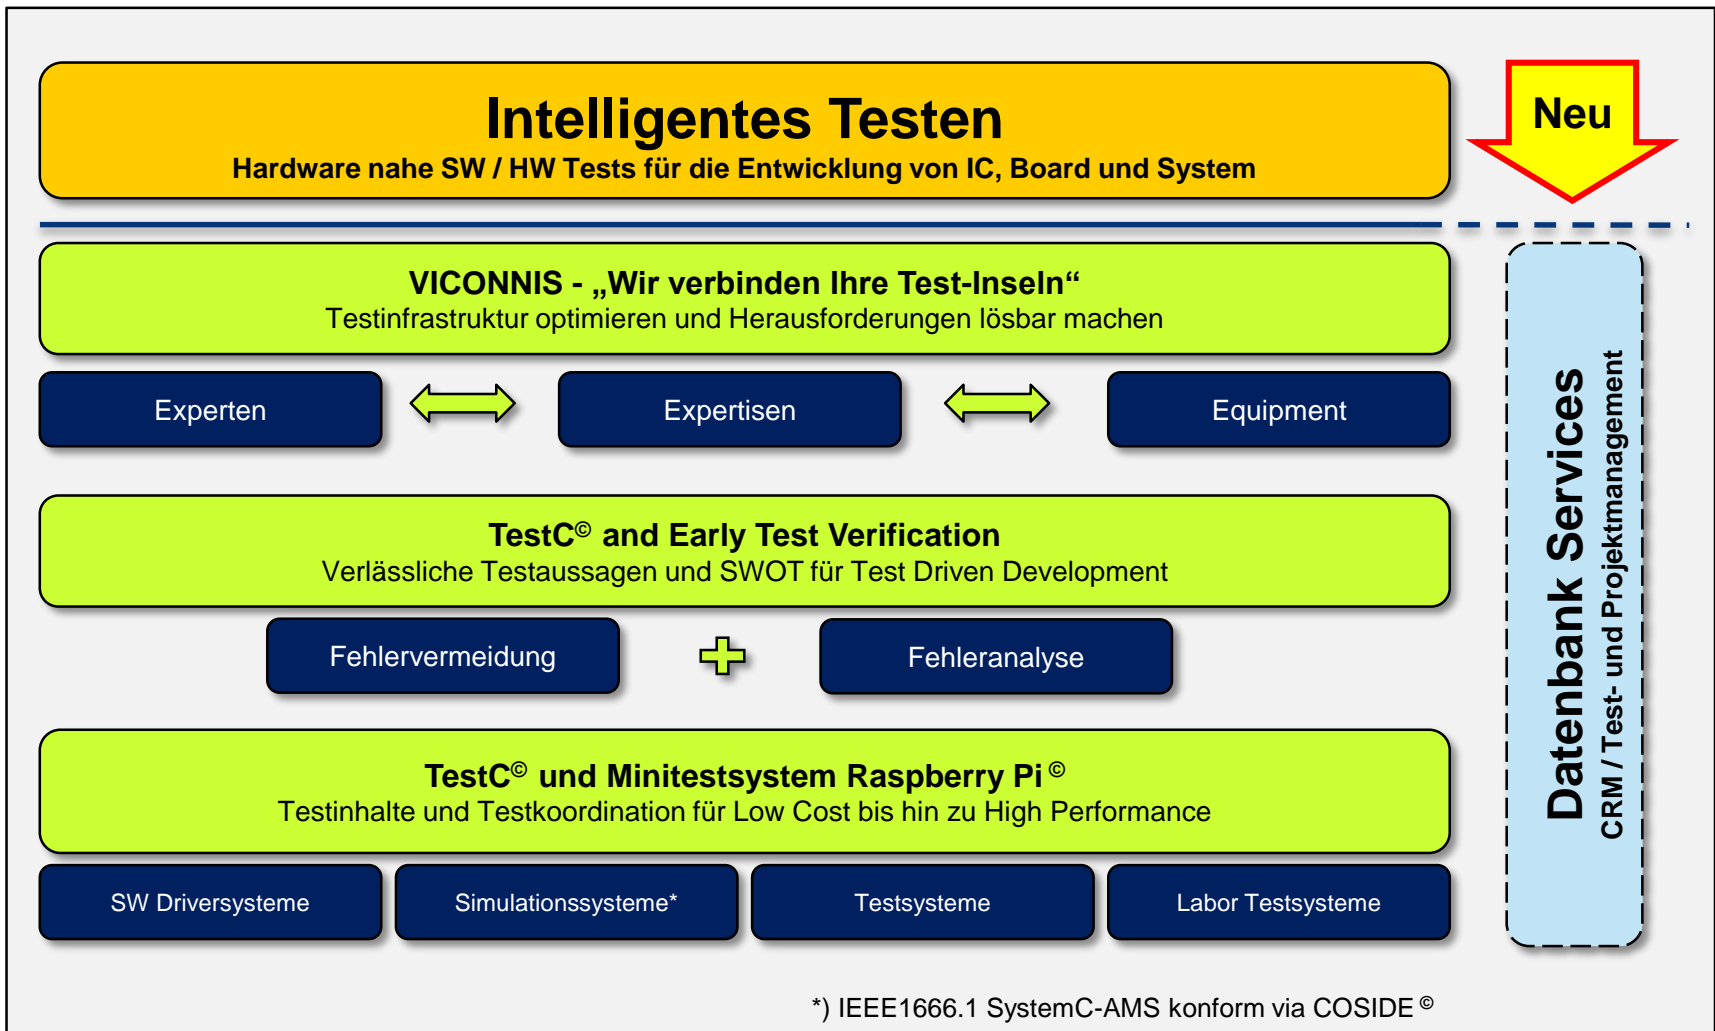 Intelligentes Testen
Hardware nahe SW / HW Tests für die Entwicklung von IC, Board und System
Neu
VICONNIS - „Wir verbinden Ihre Test-Inseln“
Testinfrastruktur optimieren und Herausforderungen lösbar machen
Experten
Expertisen
Equipment
TestC© and Early Test Verification
Verlässliche Testaussagen und SWOT für Test Driven Development
Fehlervermeidung
Fehleranalyse
TestC© und Minitestsystem Raspberry Pi ©
Testinhalte und Testkoordination für Low Cost bis hin zu High Performance
SW Driversysteme
Simulationssysteme*
Testsysteme
Labor Testsysteme
Datenbank Services
CRM / Test- und Projektmanagement
*) IEEE1666.1 SystemC-AMS konform via COSIDE ©